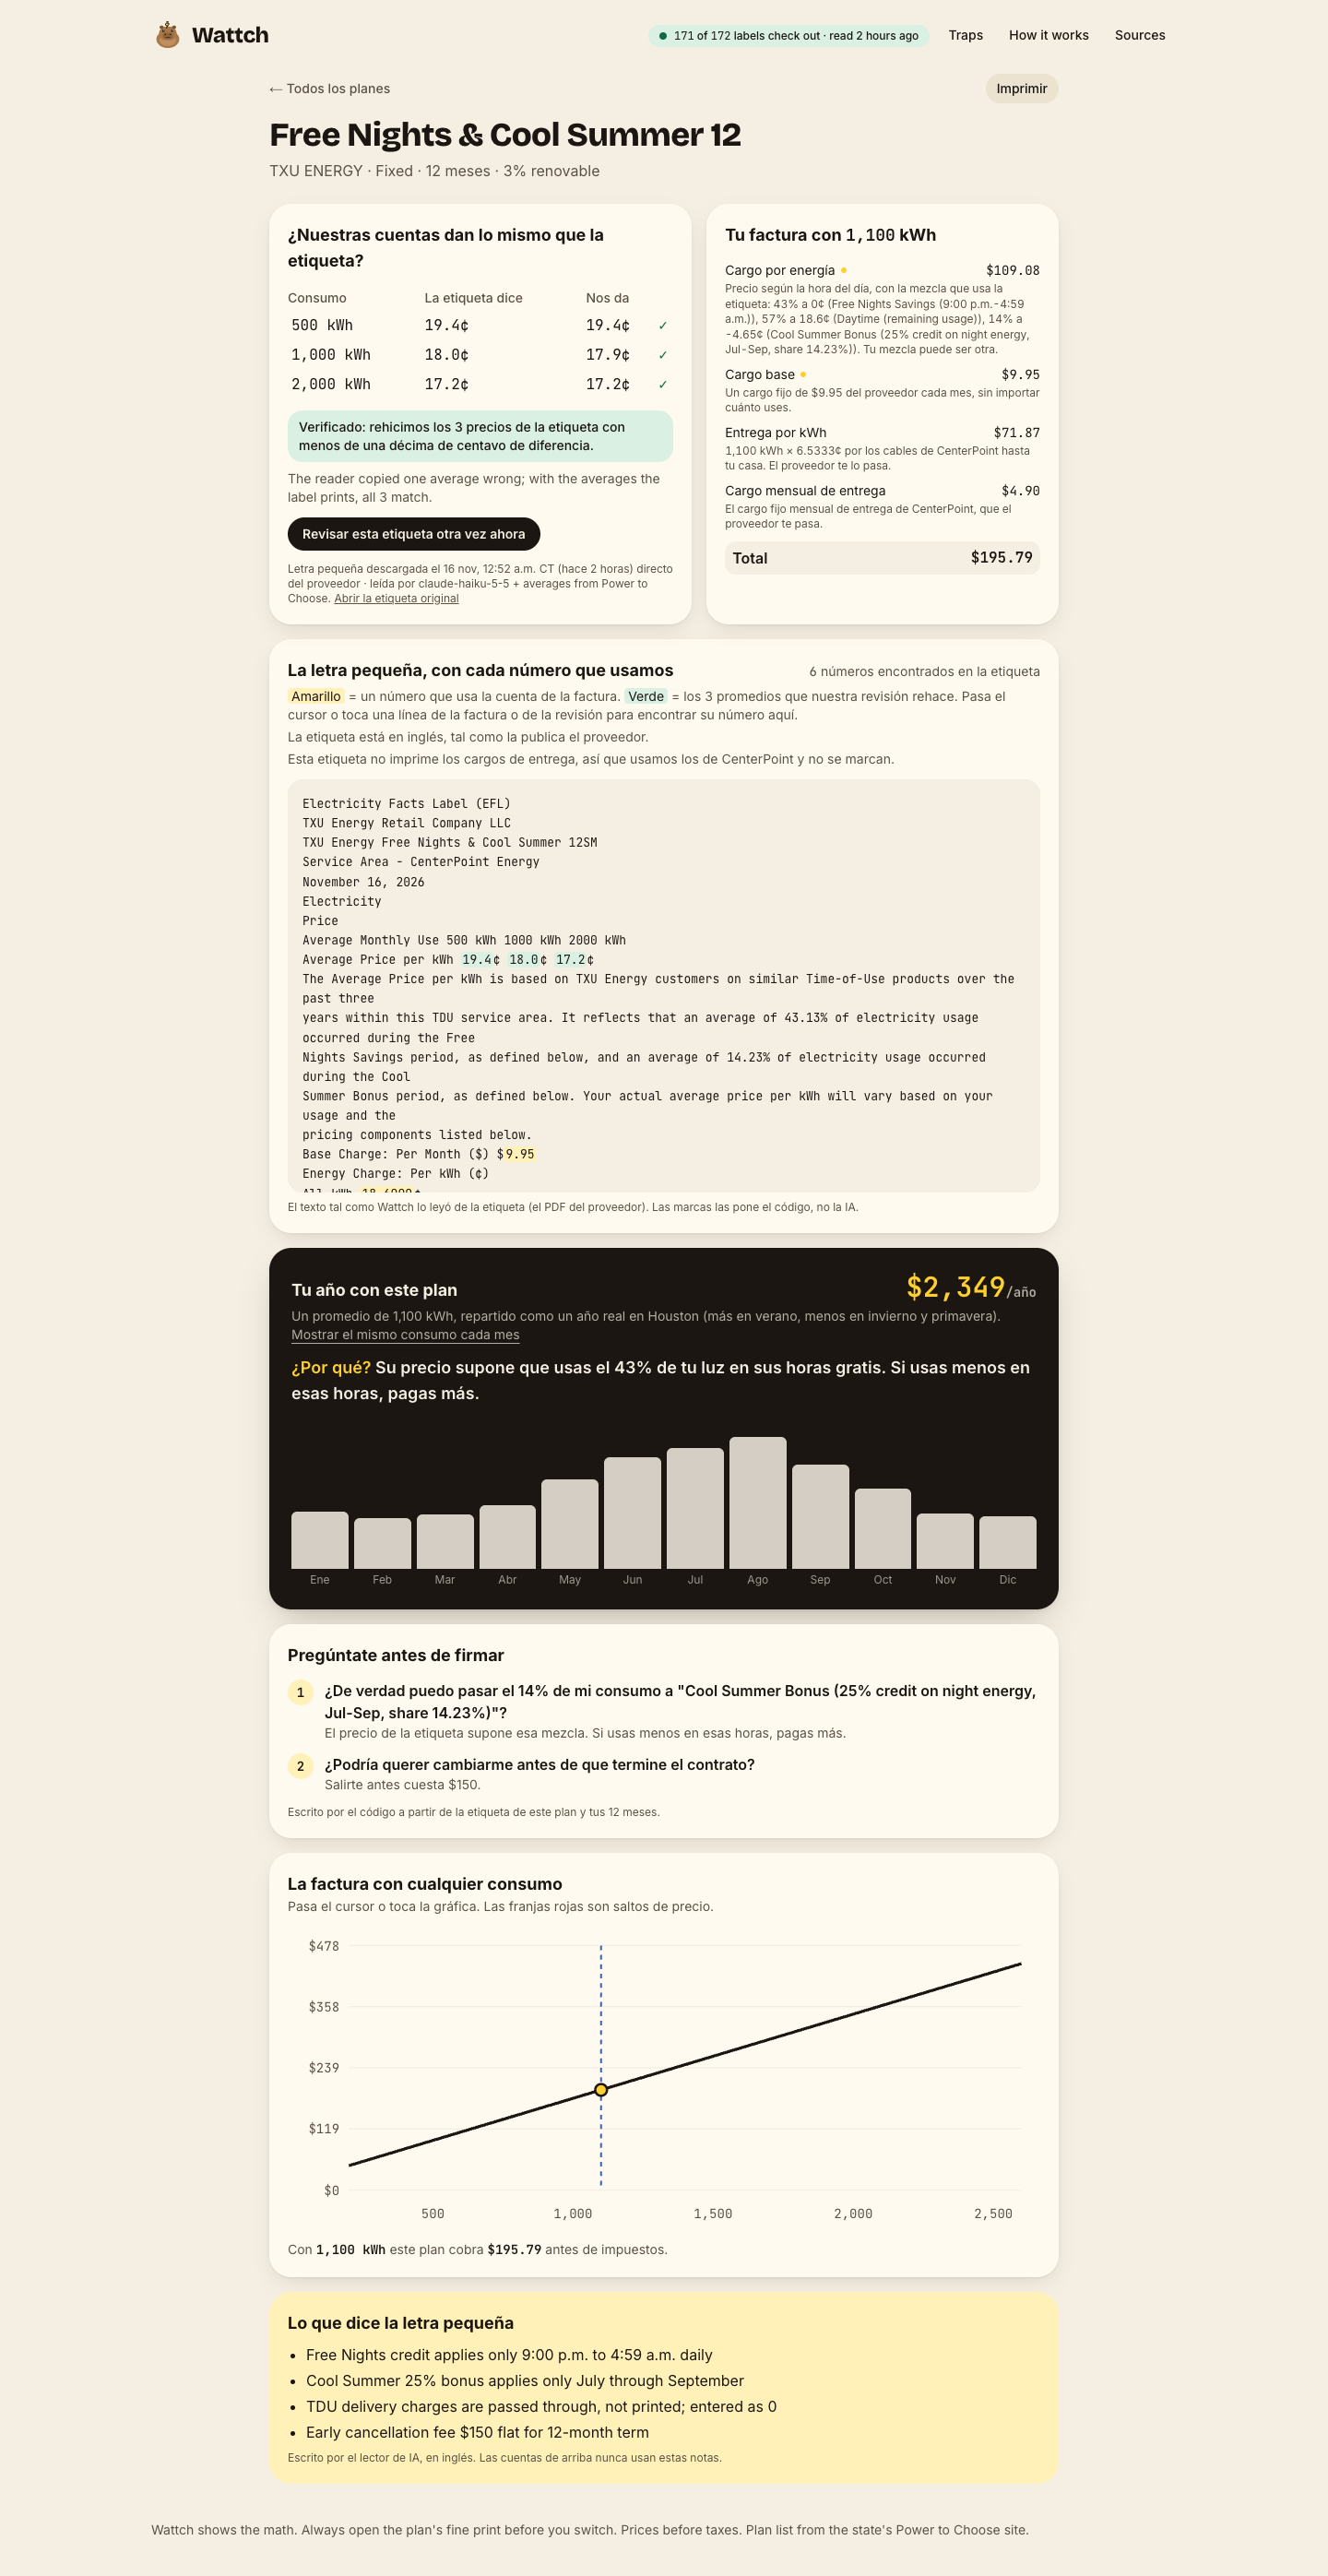 Wattch
171 of 172 labels check out · read 2 hours ago
Traps
How it works
Sources
← Todos los planes
Imprimir
Free Nights & Cool Summer 12
TXU ENERGY · Fixed · 12 meses · 3% renovable
¿Nuestras cuentas dan lo mismo que la
etiqueta?
Consumo La etiqueta dice Nos da
500 kWh 19.4¢ 19.4¢ ✓
1,000 kWh 18.0¢ 17.9¢ ✓
2,000 kWh 17.2¢ 17.2¢ ✓
Verificado: rehicimos los 3 precios de la etiqueta con
menos de una décima de centavo de diferencia.
The reader copied one average wrong; with the averages the
label prints, all 3 match.
Revisar esta etiqueta otra vez ahora
Letra pequeña descargada el 16 nov, 12:52 a.m. CT (hace 2 horas) directo
del proveedor · leída por claude-haiku-5-5 + averages from Power to
Choose. Abrir la etiqueta original
Tu factura con 1,100 kWh
Cargo por energía $109.08
Precio según la hora del día, con la mezcla que usa la
etiqueta: 43% a 0¢ (Free Nights Savings (9:00 p.m.-4:59
a.m.)), 57% a 18.6¢ (Daytime (remaining usage)), 14% a
-4.65¢ (Cool Summer Bonus (25% credit on night energy,
Jul-Sep, share 14.23%)). Tu mezcla puede ser otra.
Cargo base $9.95
Un cargo fijo de $9.95 del proveedor cada mes, sin importar
cuánto uses.
Entrega por kWh $71.87
1,100 kWh × 6.5333¢ por los cables de CenterPoint hasta
tu casa. El proveedor te lo pasa.
Cargo mensual de entrega $4.90
El cargo fijo mensual de entrega de CenterPoint, que el
proveedor te pasa.
Total $195.79
La letra pequeña, con cada número que usamos
6 números encontrados en la etiqueta
Amarillo = un número que usa la cuenta de la factura. Verde = los 3 promedios que nuestra revisión rehace. Pasa el
cursor o toca una línea de la factura o de la revisión para encontrar su número aquí.
La etiqueta está en inglés, tal como la publica el proveedor.
Esta etiqueta no imprime los cargos de entrega, así que usamos los de CenterPoint y no se marcan.
Electricity Facts Label (EFL)
TXU Energy Retail Company LLC
TXU Energy Free Nights & Cool Summer 12SM
Service Area - CenterPoint Energy
November 16, 2026
Electricity
Price
Average Monthly Use 500 kWh 1000 kWh 2000 kWh
Average Price per kWh 19.4¢ 18.0¢ 17.2¢
The Average Price per kWh is based on TXU Energy customers on similar Time-of-Use products over the
past three
years within this TDU service area. It reflects that an average of 43.13% of electricity usage
occurred during the Free
Nights Savings period, as defined below, and an average of 14.23% of electricity usage occurred
during the Cool
Summer Bonus period, as defined below. Your actual average price per kWh will vary based on your
usage and the
pricing components listed below.
Base Charge: Per Month ($) $9.95
Energy Charge: Per kWh (¢)
All kWh 18.6000¢
El texto tal como Wattch lo leyó de la etiqueta (el PDF del proveedor). Las marcas las pone el código, no la IA.
Tu año con este plan
$2,349/año
Un promedio de 1,100 kWh, repartido como un año real en Houston (más en verano, menos en invierno y primavera).
Mostrar el mismo consumo cada mes
¿Por qué? Su precio supone que usas el 43% de tu luz en sus horas gratis. Si usas menos en
esas horas, pagas más.
Ene Feb Mar Abr May Jun Jul Ago Sep Oct Nov Dic
Pregúntate antes de firmar
1 ¿De verdad puedo pasar el 14% de mi consumo a "Cool Summer Bonus (25% credit on night energy,
Jul-Sep, share 14.23%)"?
El precio de la etiqueta supone esa mezcla. Si usas menos en esas horas, pagas más.
2 ¿Podría querer cambiarme antes de que termine el contrato?
Salirte antes cuesta $150.
Escrito por el código a partir de la etiqueta de este plan y tus 12 meses.
La factura con cualquier consumo
Pasa el cursor o toca la gráfica. Las franjas rojas son saltos de precio.
$478
$358
$239
$119
$0
500 1,000 1,500 2,000 2,500
Con 1,100 kWh este plan cobra $195.79 antes de impuestos.
Lo que dice la letra pequeña
• Free Nights credit applies only 9:00 p.m. to 4:59 a.m. daily
• Cool Summer 25% bonus applies only July through September
• TDU delivery charges are passed through, not printed; entered as 0
• Early cancellation fee $150 flat for 12-month term
Escrito por el lector de IA, en inglés. Las cuentas de arriba nunca usan estas notas.
Wattch shows the math. Always open the plan's fine print before you switch. Prices before taxes. Plan list from the state's Power to Choose site.